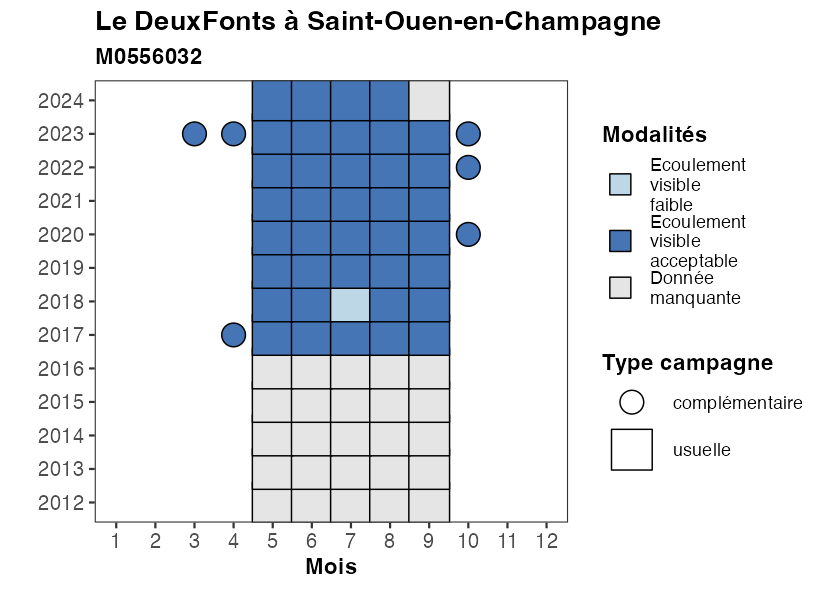 Le DeuxFonts à Saint-Ouen-en-Champagne
M0556032
2024
2023
2022
2021
2020
2019
2018
2017
2016
2015
2014
2013
2012
1 2 3 4 5 6 7 8 9 10 11 12
Mois
Modalités
Ecoulement
visible
faible
Ecoulement
visible
acceptable
Donnée
manquante
Type campagne
complémentaire
usuelle